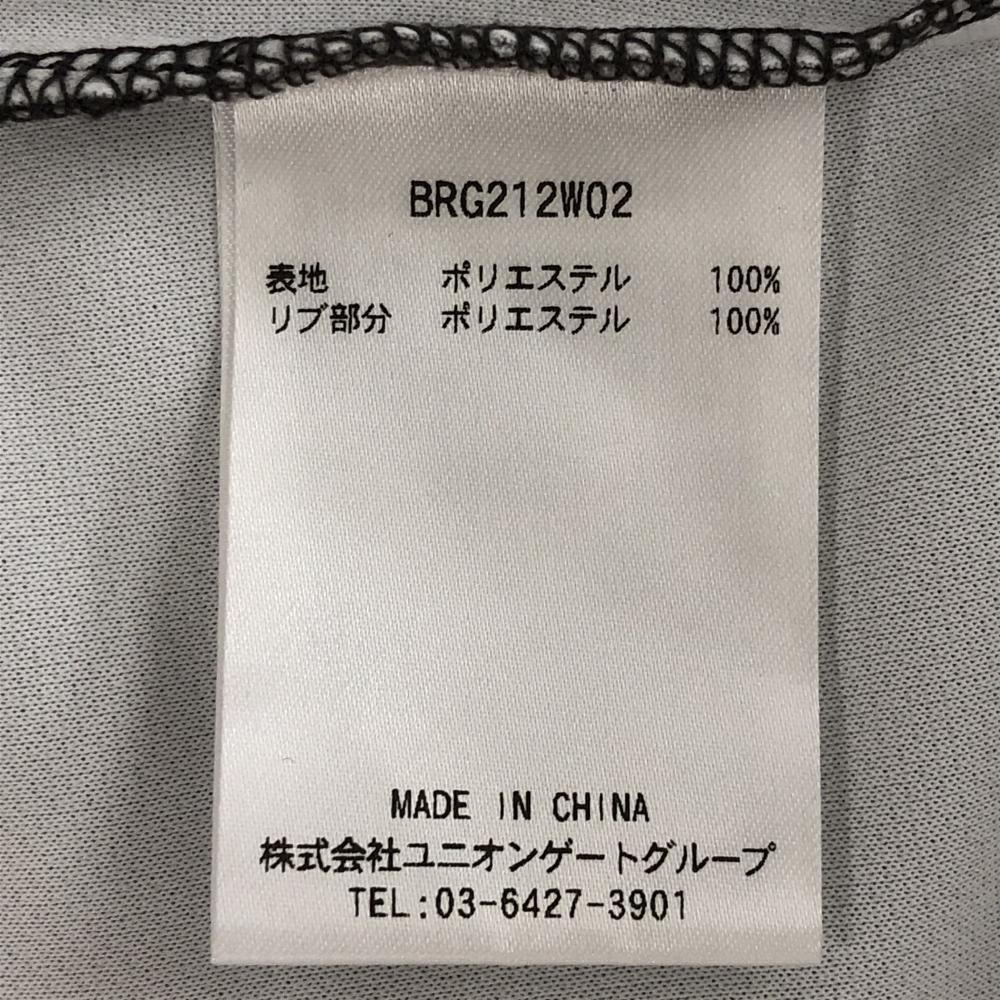 BRG212W02
表地 ポリエステル 100%
リブ部分 ポリエステル 100%
MADE IN CHINA
株式会社ユニオンゲートグループ
TEL:03-6427-3901